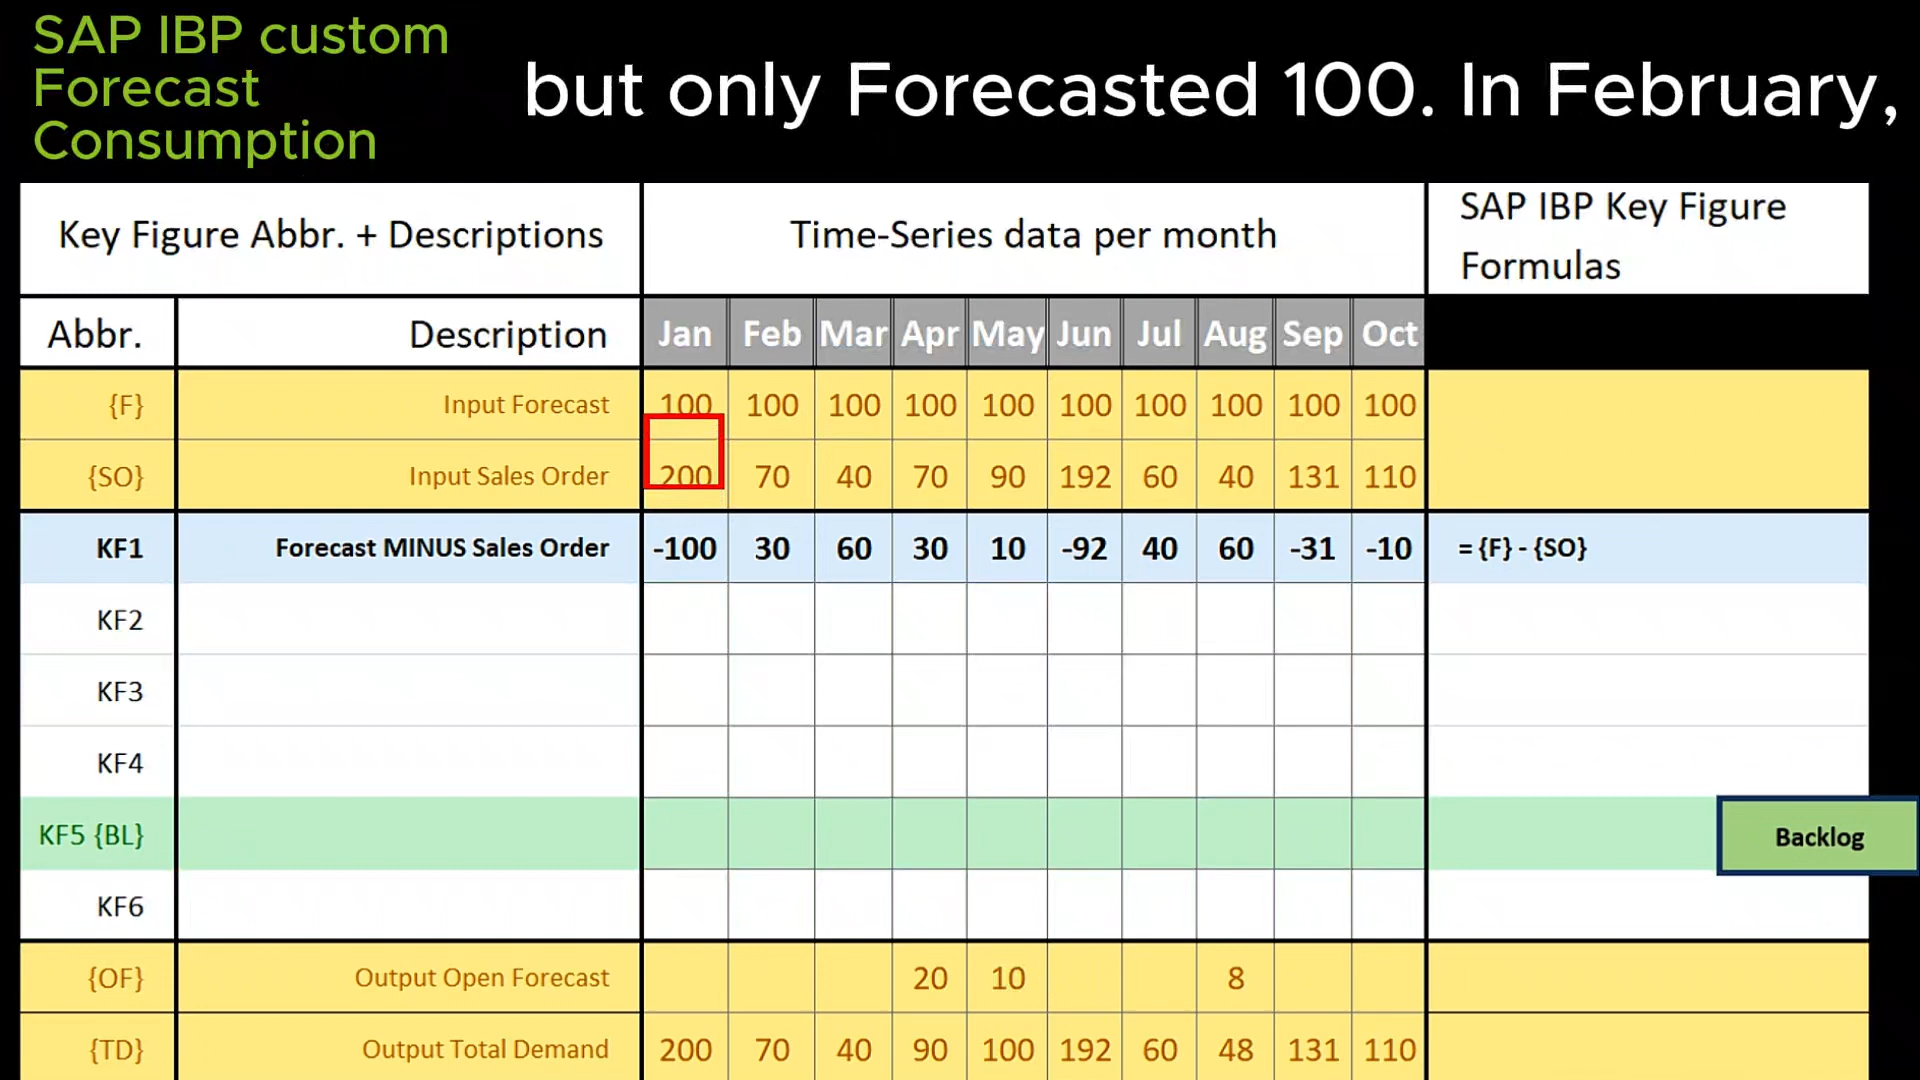 SAP IBP custom
Forecast
Consumption
but only Forecasted 100. In February,
Key Figure Abbr. + Descriptions Time-Series data per month SAP IBP Key Figure
Formulas
Abbr. Description Jan Feb Mar Apr May Jun Jul Aug Sep Oct
{F} Input Forecast 100 100 100 100 100 100 100 100 100 100
{SO} Input Sales Order 200 70 40 70 90 192 60 40 131 110
KF1 Forecast MINUS Sales Order -100 30 60 30 10 -92 40 60 -31 -10 = {F} - {SO}
KF2
KF3
KF4
KF5 {BL} Backlog
KF6
{OF} Output Open Forecast 20 10 8
{TD} Output Total Demand 200 70 40 90 100 192 60 48 131 110